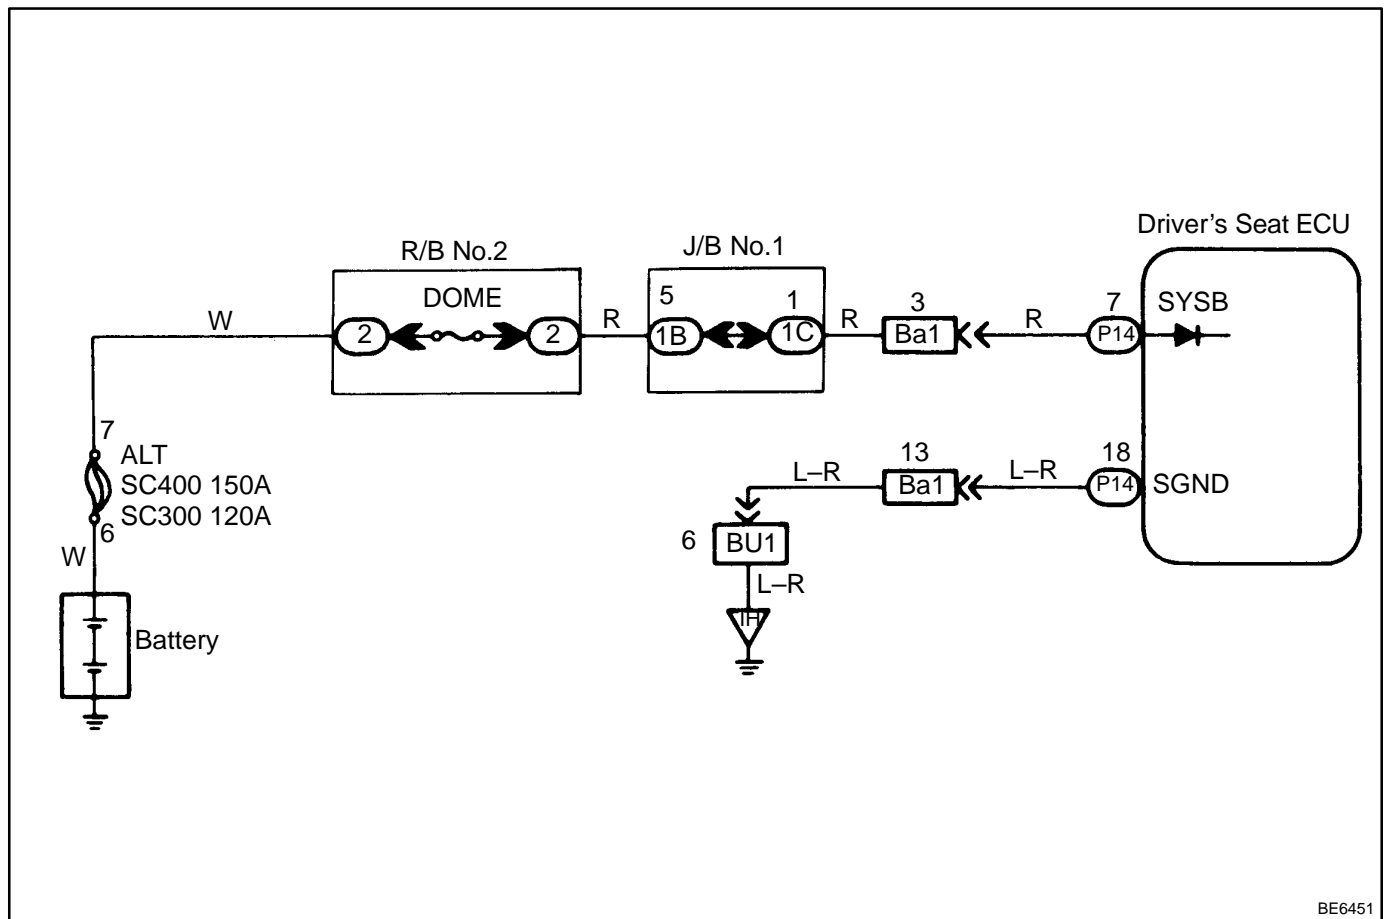 Driver's Seat ECU
R/B No.2
J/B No.1
DOME
5
1
3
7
SYSB
W
2
2
R
1B
1C
R
Ba1
R
P14
7
ALT
SC400 150A
SC300 120A
6
W
Battery
13
18
L–R
Ba1
L–R
P14
SGND
6
BU1
L–R
IH
BE6451